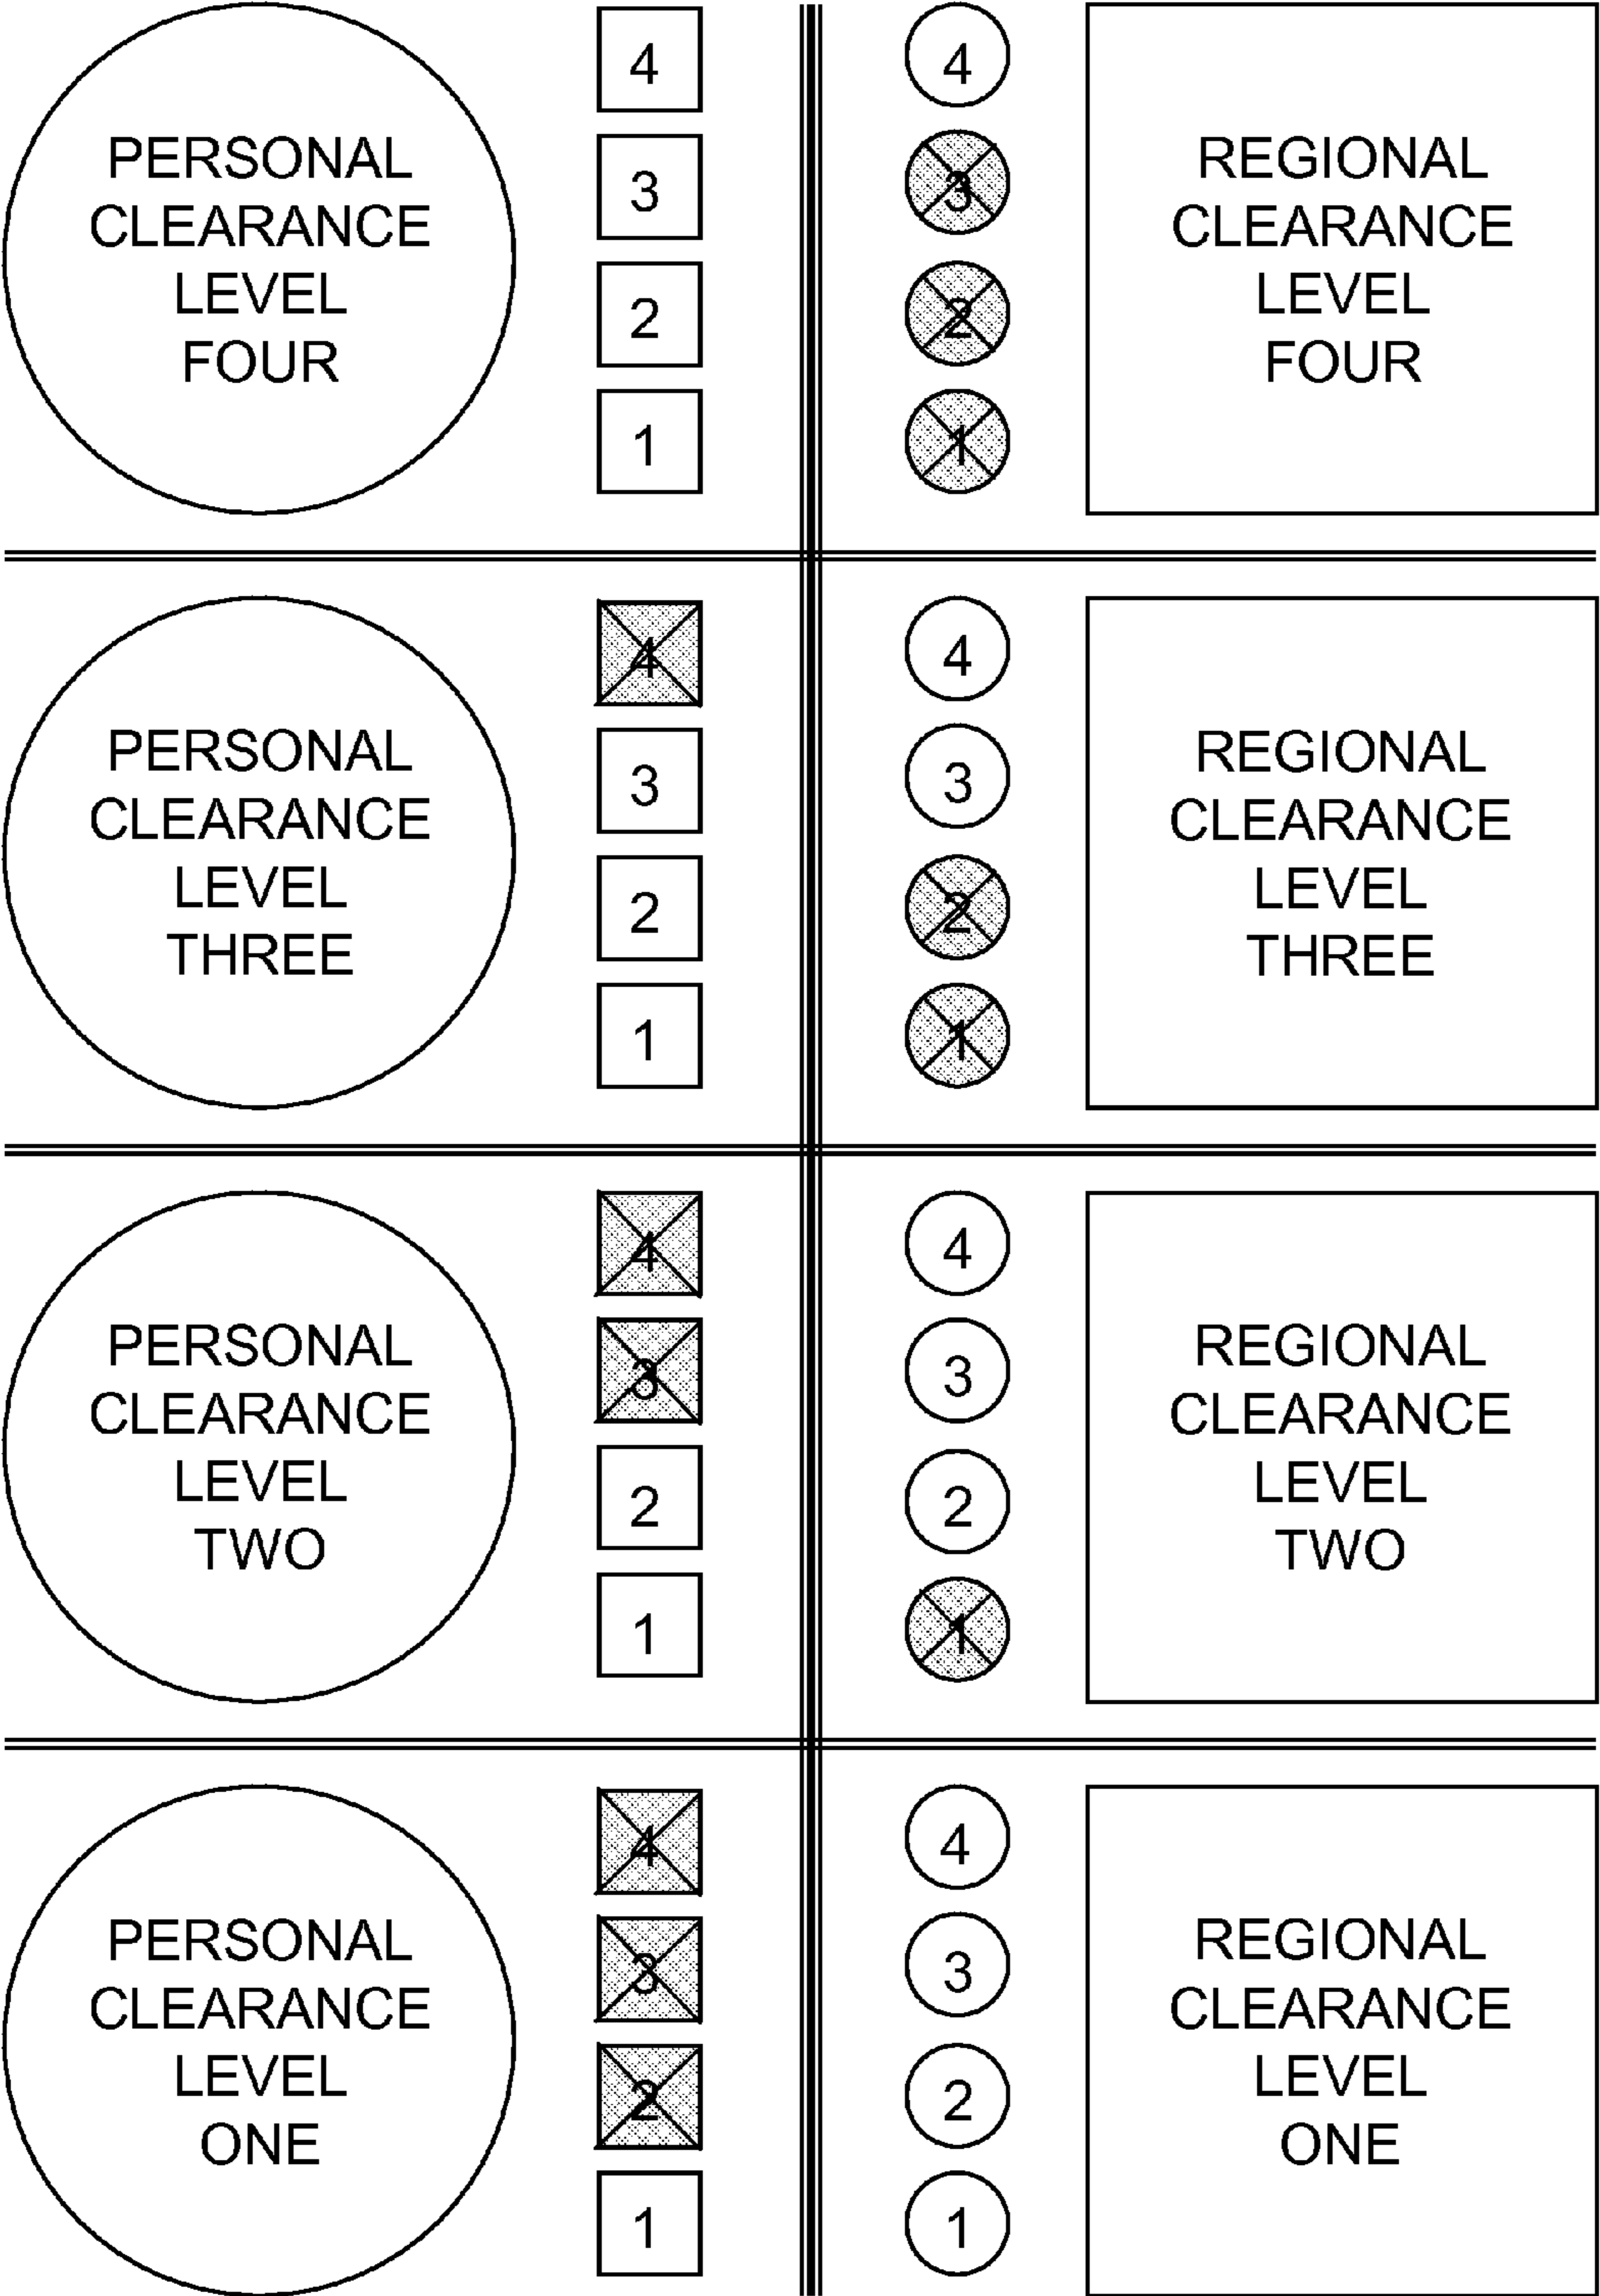 PERSONAL
CLEARANCE
LEVEL
FOUR
4
3
2
1
4
3
2
1
REGIONAL
CLEARANCE
LEVEL
FOUR
PERSONAL
CLEARANCE
LEVEL
THREE
4
3
2
1
4
3
2
1
REGIONAL
CLEARANCE
LEVEL
THREE
PERSONAL
CLEARANCE
LEVEL
TWO
4
3
2
1
4
3
2
1
REGIONAL
CLEARANCE
LEVEL
TWO
PERSONAL
CLEARANCE
LEVEL
ONE
4
3
2
1
4
3
2
1
REGIONAL
CLEARANCE
LEVEL
ONE